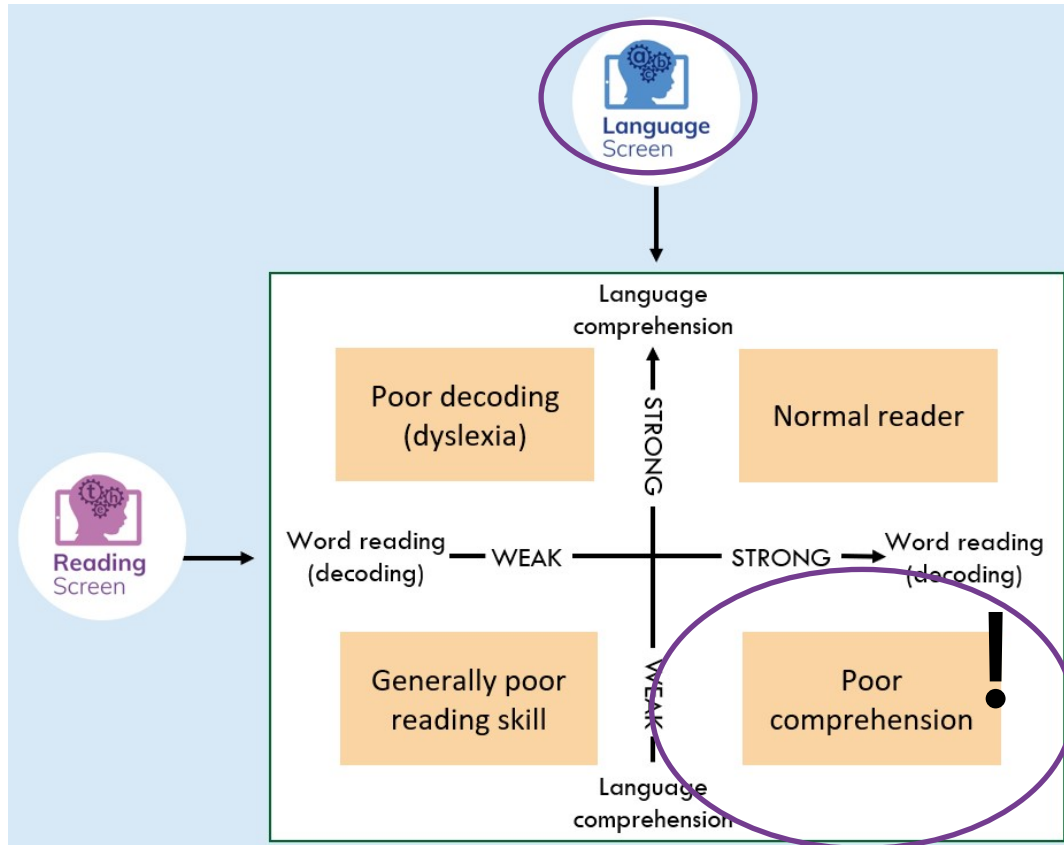 a b c
Language
Screen
Language
comprehension
Poor decoding
(dyslexia)
STRONG
Normal reader
t h c
Reading
Screen
Word reading
(decoding)
WEAK
STRONG
Word reading
(decoding)
Generally poor
reading skill
WEAK
Poor
comprehension
!
Language
comprehension